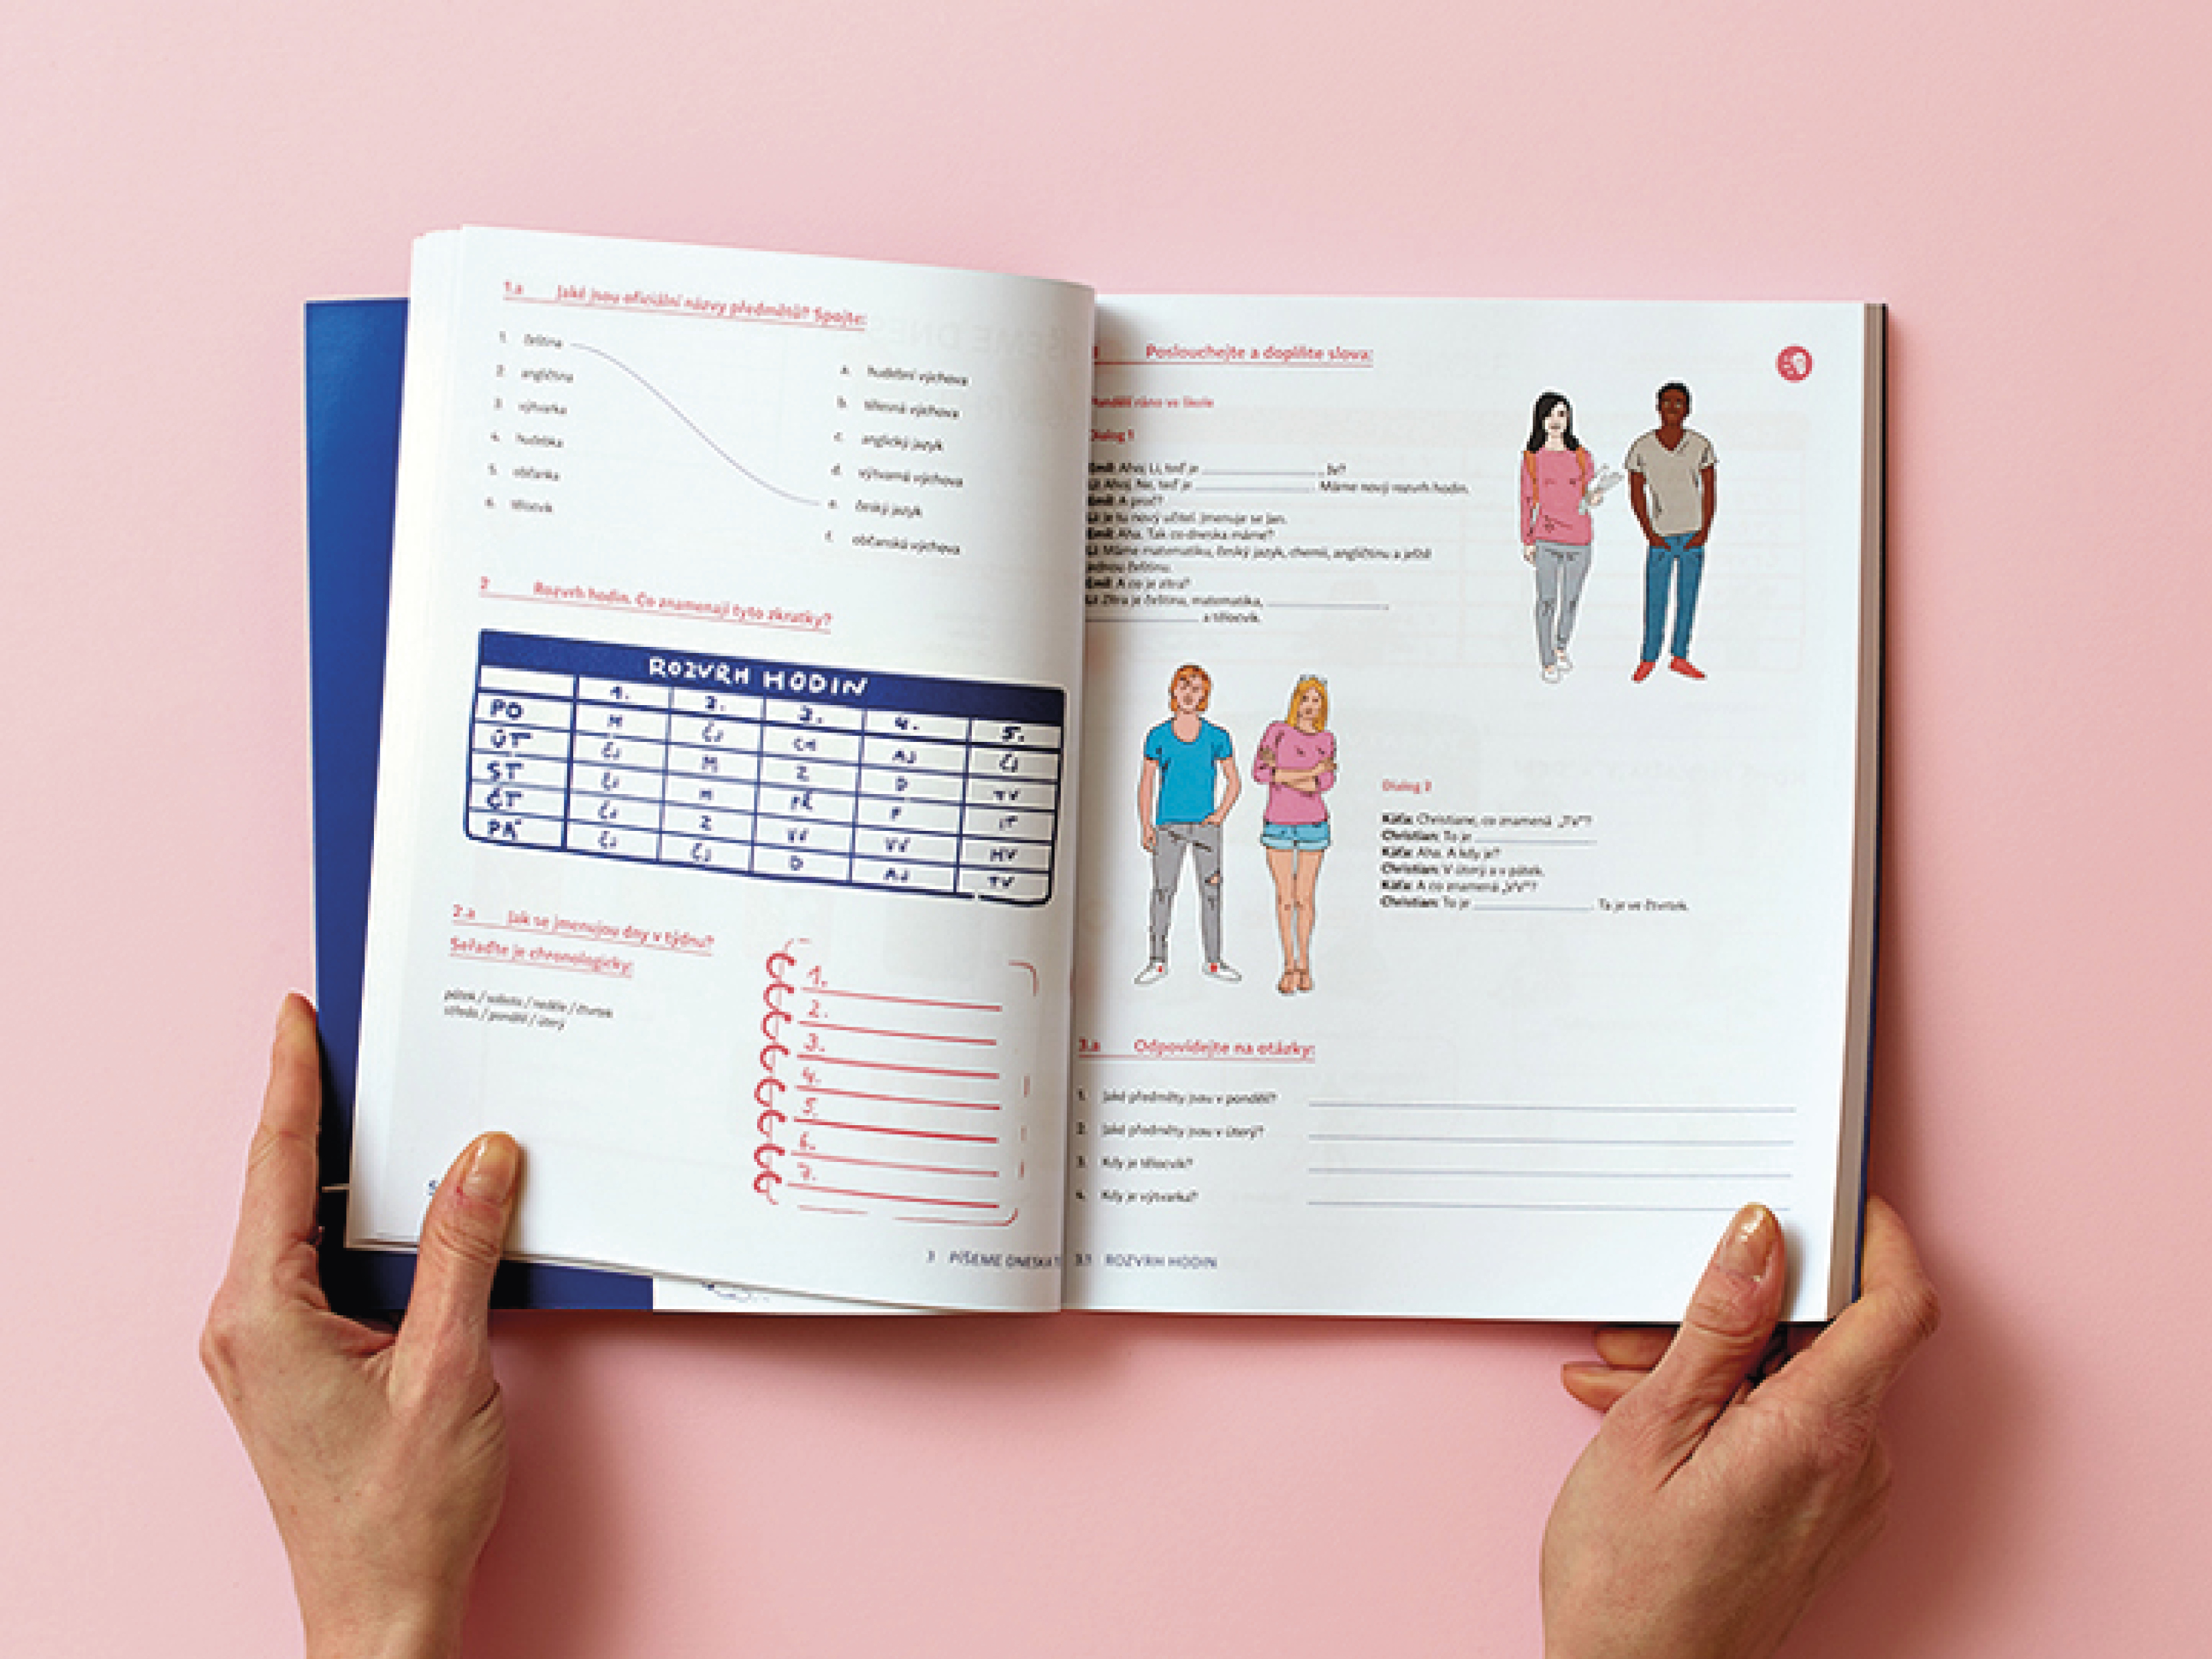 1.a Jaké jsou oficiální názvy předmětů? Spojte:
1. čeština
2. angličtina
3. výtvarka
4. hudebka
5. občanka
6. tělocvik
a. hudební výchova
b. tělesná výchova
c. anglický jazyk
d. výtvarná výchova
e. český jazyk
f. občanská výchova
2 Rozvrh hodin. Co znamenají tyto zkratky?
ROZVRH HODIN
1. 2. 3. 4. 5.
PO M ČJ CH AJ ČJ
ÚT ČJ M Z D TV
ST ČJ M PŘ F IT
ČT ČJ Z VV VV HV
PÁ ČJ ČJ D AJ TV
2.a Jak se jmenujou dny v týdnu?
Seřaďte je chronologicky:
pátek / sobota / neděle / čtvrtek
středa / pondělí / úterý
1.
2.
3.
4.
5.
6.
7.
3 PÍŠEME DNESKA
Poslouchejte a doplňte slova:
Pondělí ráno ve škole
Dialog 1
Emil: Ahoj Li, teď je ____________, že?
Li: Ahoj. Ne, teď je ____________. Máme nový rozvrh hodin.
Emil: A proč?
Li: Je tu nový učitel. Jmenuje se Jan.
Emil: Aha. Tak co dneska máme?
Li: Máme matematiku, český jazyk, chemii, angličtinu a ještě
jednou češtinu.
Emil: A co je zítra?
Li: Zítra je čeština, matematika, ____________,
____________ a tělocvik.
Dialog 2
Káťa: Christiane, co znamená „TV“?
Christian: To je ____________
Káťa: Aha. A kdy je?
Christian: V úterý a v pátek.
Káťa: A co znamená „VV“?
Christian: To je ____________. Ta je ve čtvrtek.
3.a Odpovídejte na otázky:
1. Jaké předměty jsou v pondělí?
2. Jaké předměty jsou v úterý?
3. Kdy je tělocvik?
4. Kdy je výtvarka?
3.1 ROZVRH HODIN